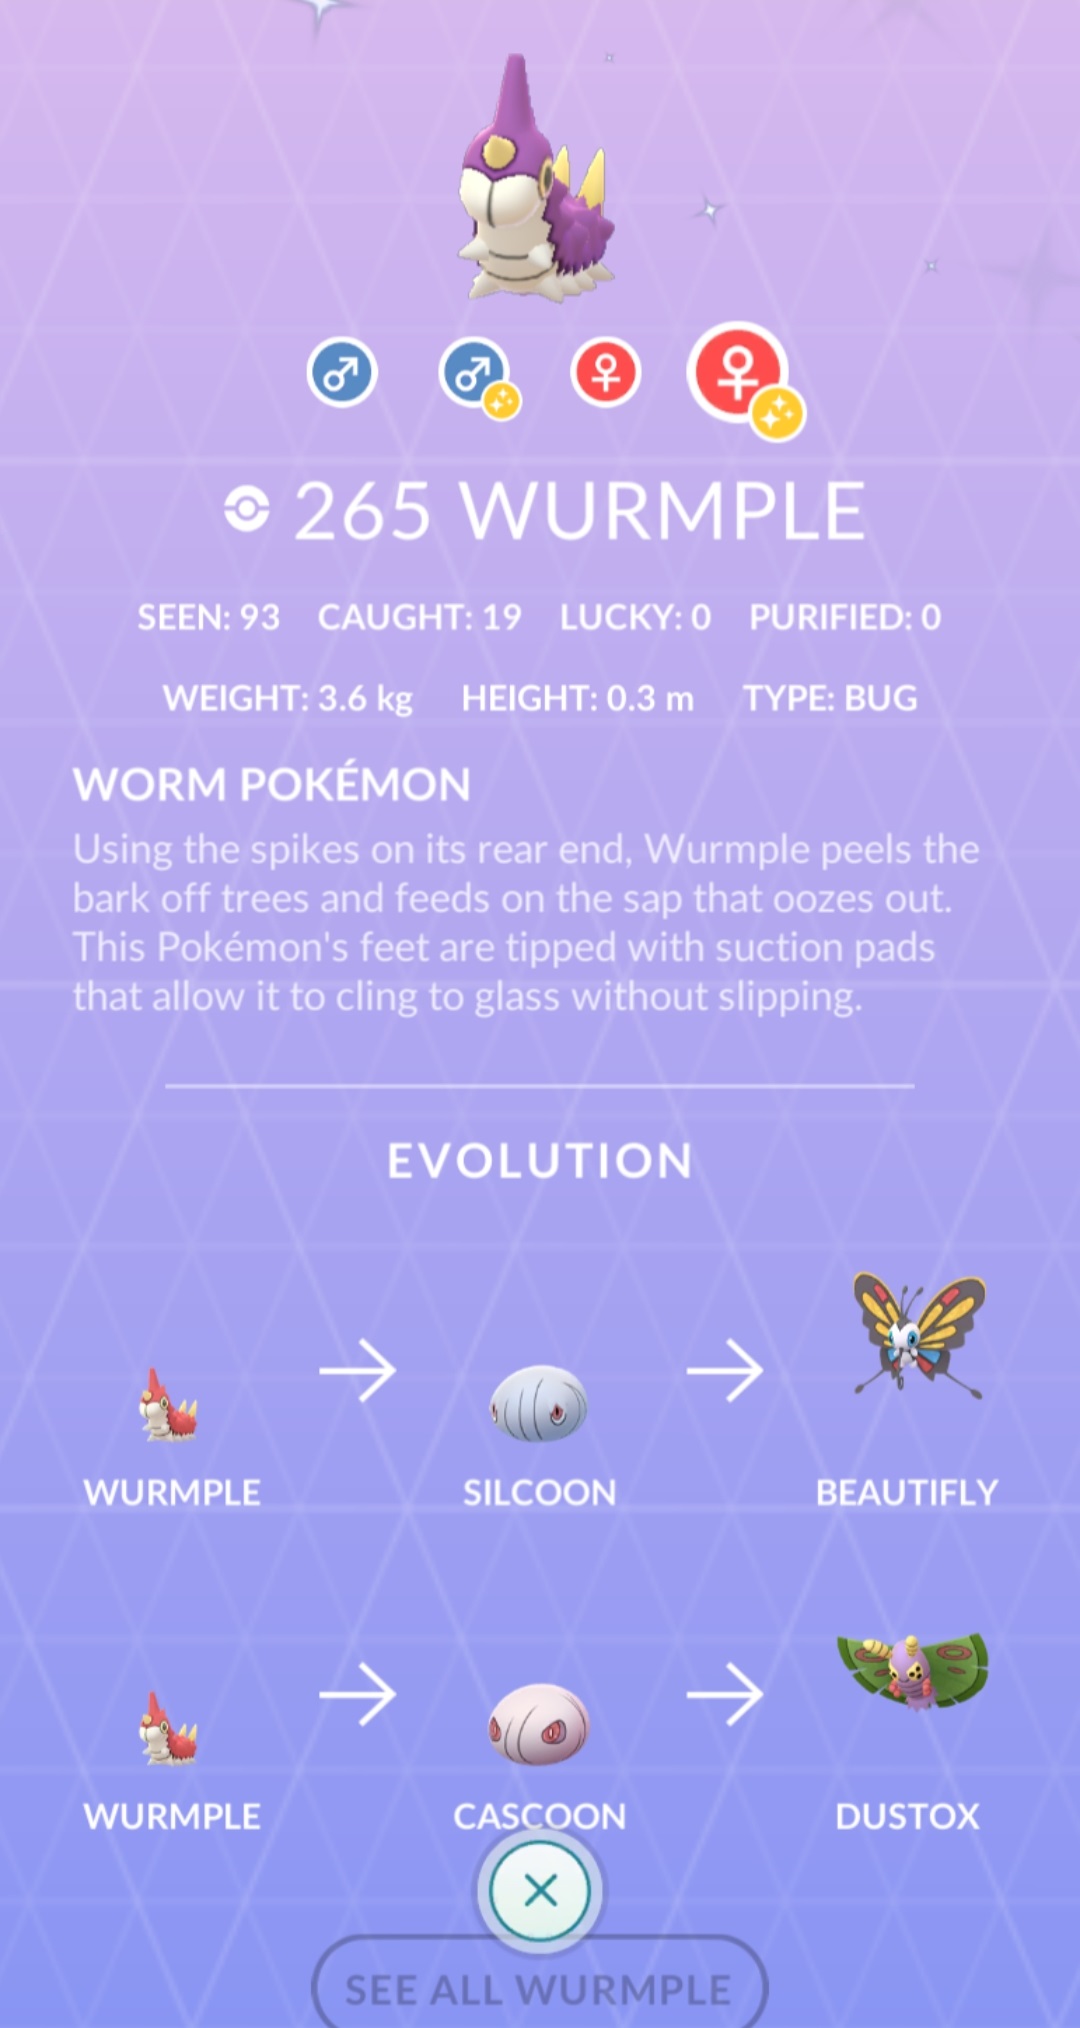 265 WURMPLE
SEEN: 93 CAUGHT: 19 LUCKY: 0 PURIFIED: 0
WEIGHT: 3.6 kg HEIGHT: 0.3 m TYPE: BUG
WORM POKÉMON
Using the spikes on its rear end, Wurmple peels the
bark off trees and feeds on the sap that oozes out.
This Pokémon's feet are tipped with suction pads
that allow it to cling to glass without slipping.
EVOLUTION
WURMPLE SILCOON BEAUTIFLY
WURMPLE CASCOON DUSTOX
SEE ALL WURMPLE